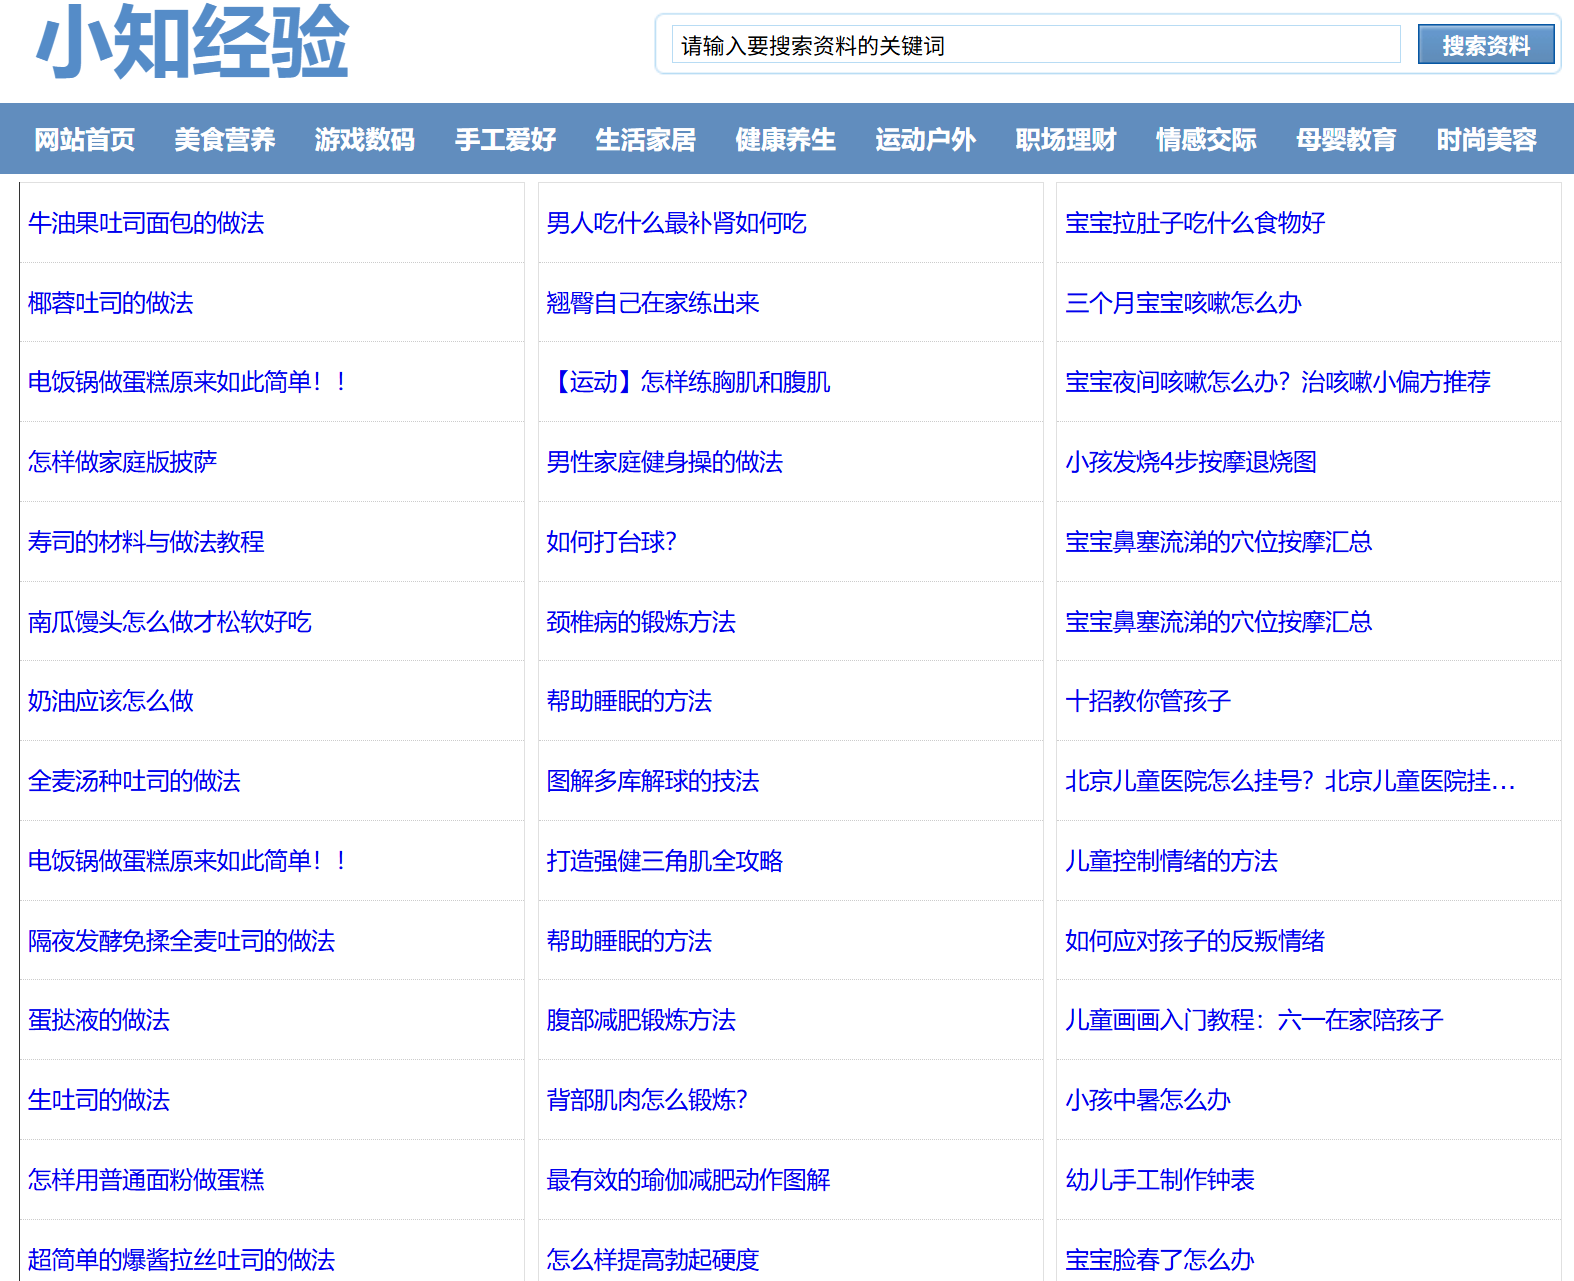 小知经验
请输入要搜索资料的关键词
搜索资料
网站首页 美食营养 游戏数码 手工爱好 生活家居 健康养生 运动户外 职场理财 情感交际 母婴教育 时尚美容
牛油果吐司面包的做法
椰蓉吐司的做法
电饭锅做蛋糕原来如此简单！！
怎样做家庭版披萨
寿司的材料与做法教程
南瓜馒头怎么做才松软好吃
奶油应该怎么做
全麦汤种吐司的做法
电饭锅做蛋糕原来如此简单！！
隔夜发酵免揉全麦吐司的做法
蛋挞液的做法
生吐司的做法
怎样用普通面粉做蛋糕
超简单的爆酱拉丝吐司的做法
男人吃什么最补肾如何吃
翘臀自己在家练出来
【运动】怎样练胸肌和腹肌
男性家庭健身操的做法
如何打台球？
颈椎病的锻炼方法
帮助睡眠的方法
图解多库解球的技法
打造强健三角肌全攻略
帮助睡眠的方法
腹部减肥锻炼方法
背部肌肉怎么锻炼？
最有效的瑜伽减肥动作图解
怎么样提高勃起硬度
宝宝拉肚子吃什么食物好
三个月宝宝咳嗽怎么办
宝宝夜间咳嗽怎么办？治咳嗽小偏方推荐
小孩发烧4步按摩退烧图
宝宝鼻塞流涕的穴位按摩汇总
宝宝鼻塞流涕的穴位按摩汇总
十招教你管孩子
北京儿童医院怎么挂号？北京儿童医院挂…
儿童控制情绪的方法
如何应对孩子的反叛情绪
儿童画画入门教程：六一在家陪孩子
小孩中暑怎么办
幼儿手工制作钟表
宝宝脸春了怎么办